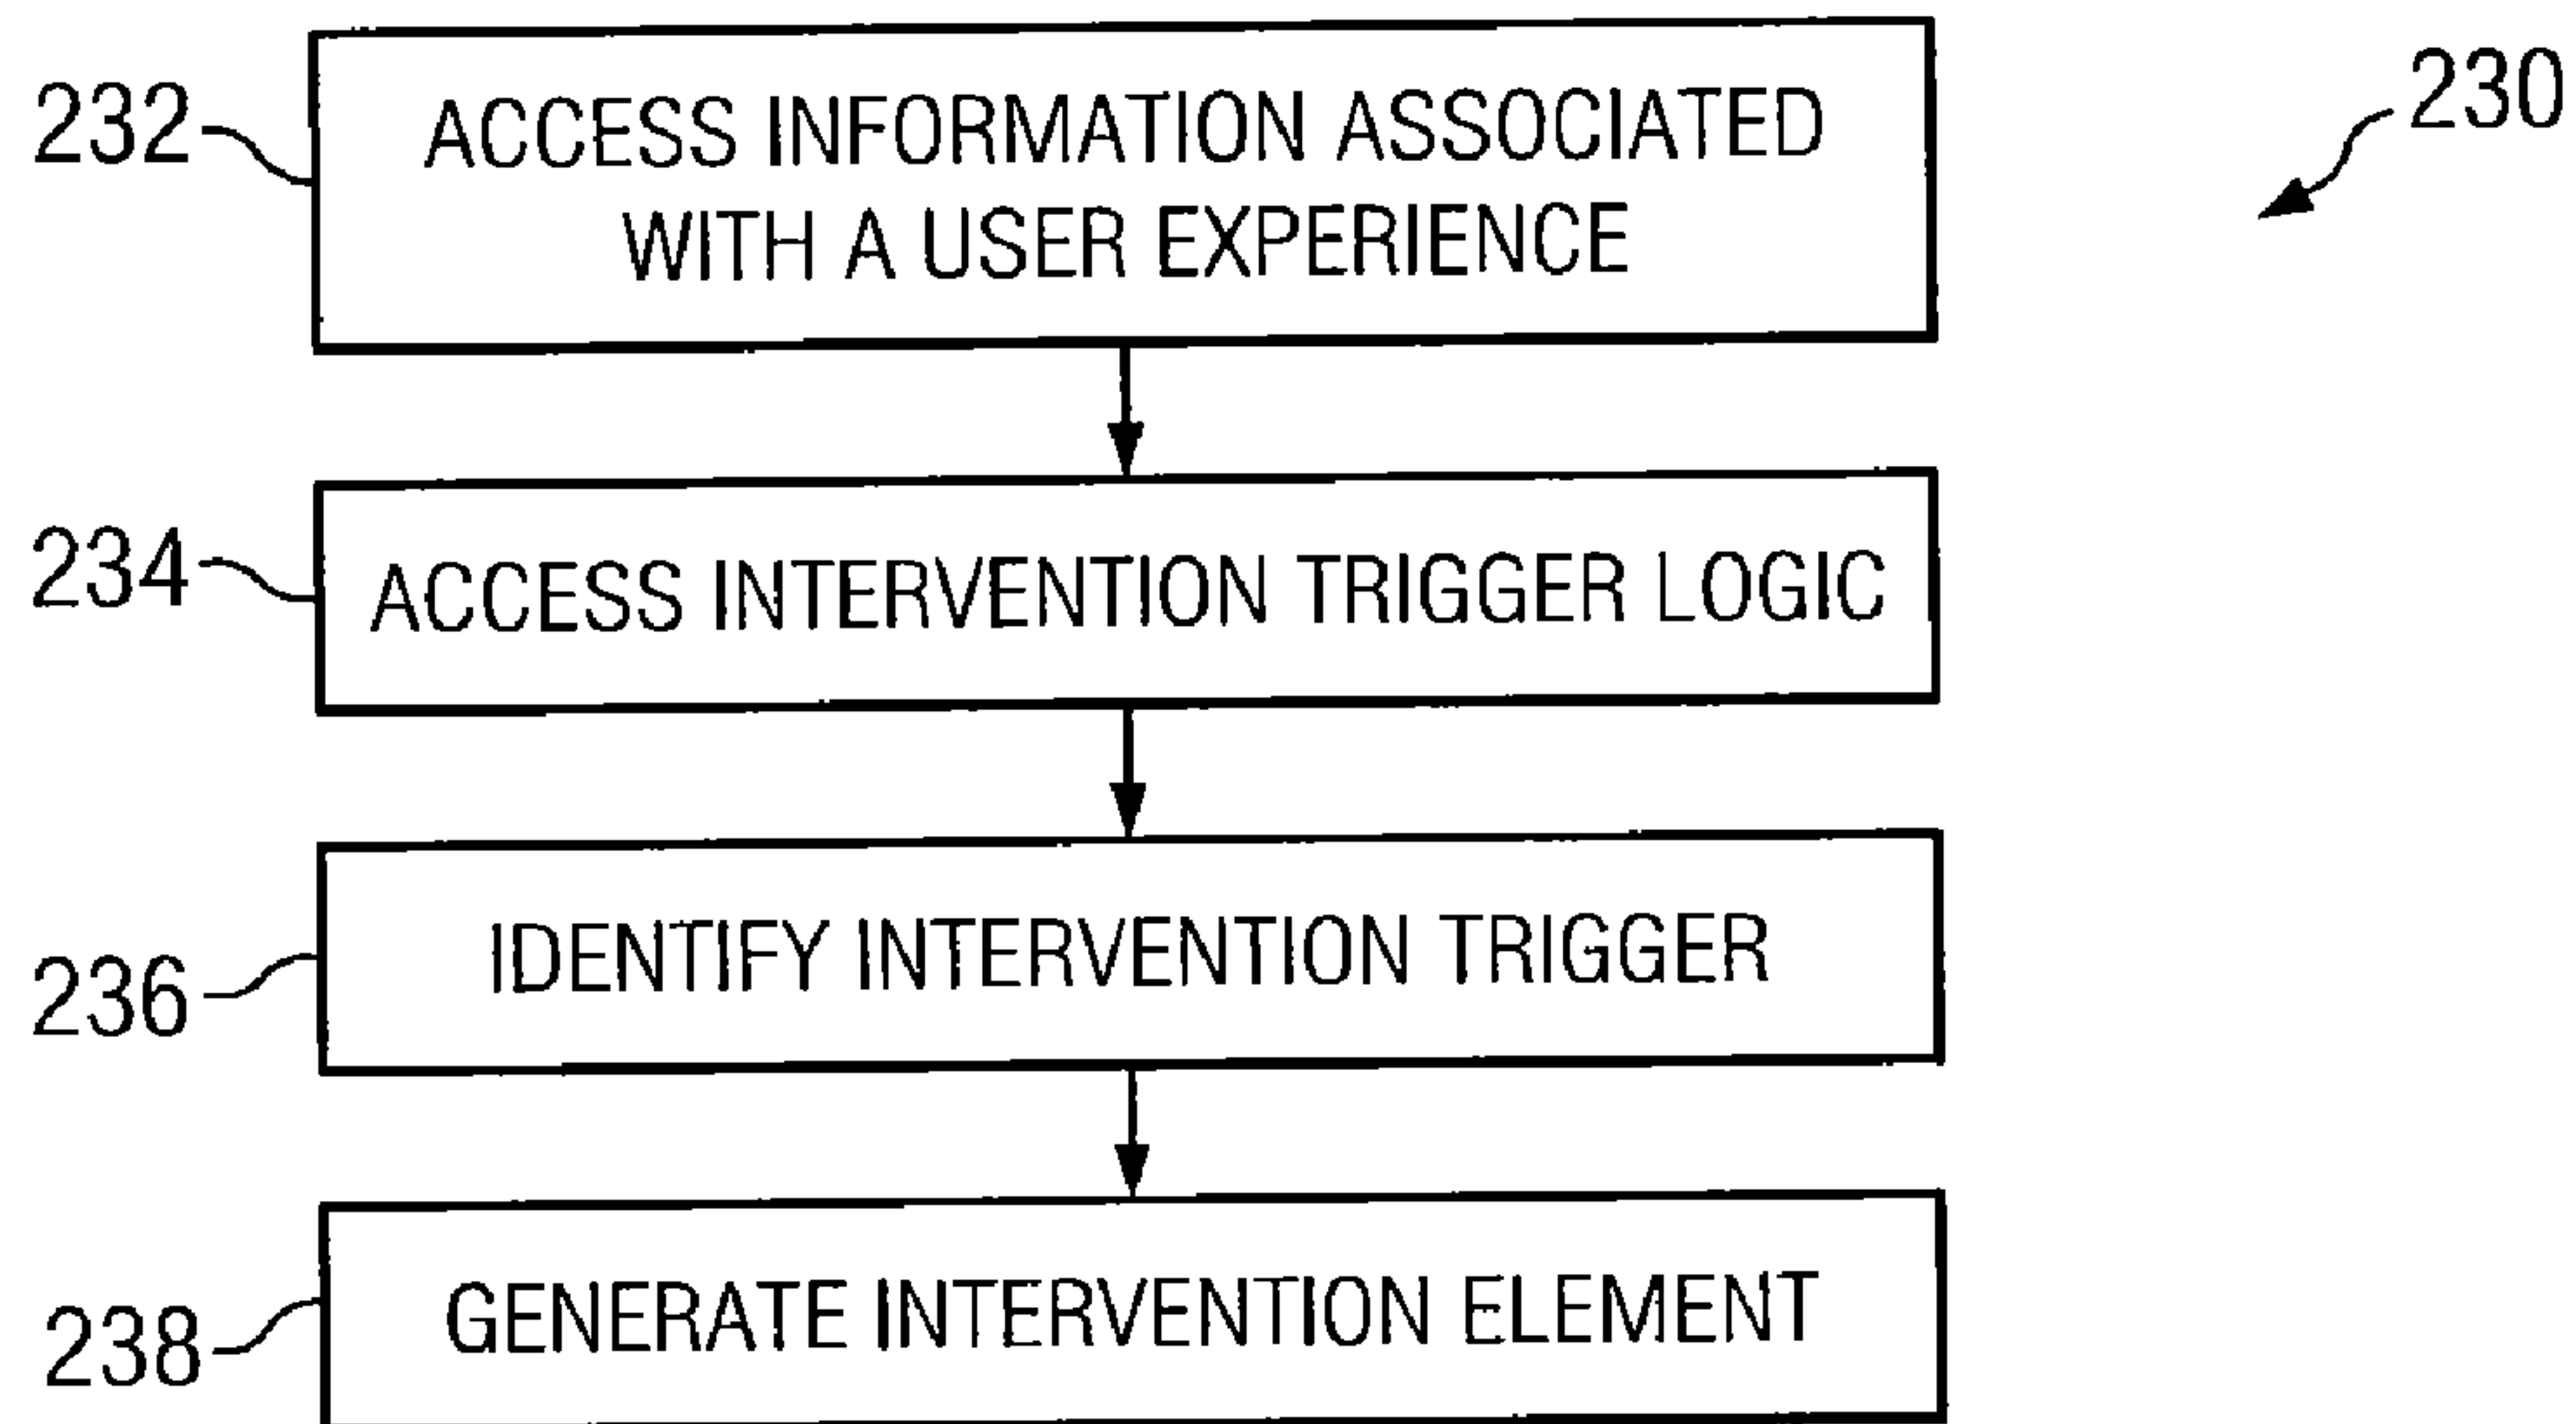 230
232
ACCESS INFORMATION ASSOCIATED
WITH A USER EXPERIENCE
234
ACCESS INTERVENTION TRIGGER LOGIC
236
IDENTIFY INTERVENTION TRIGGER
238
GENERATE INTERVENTION ELEMENT